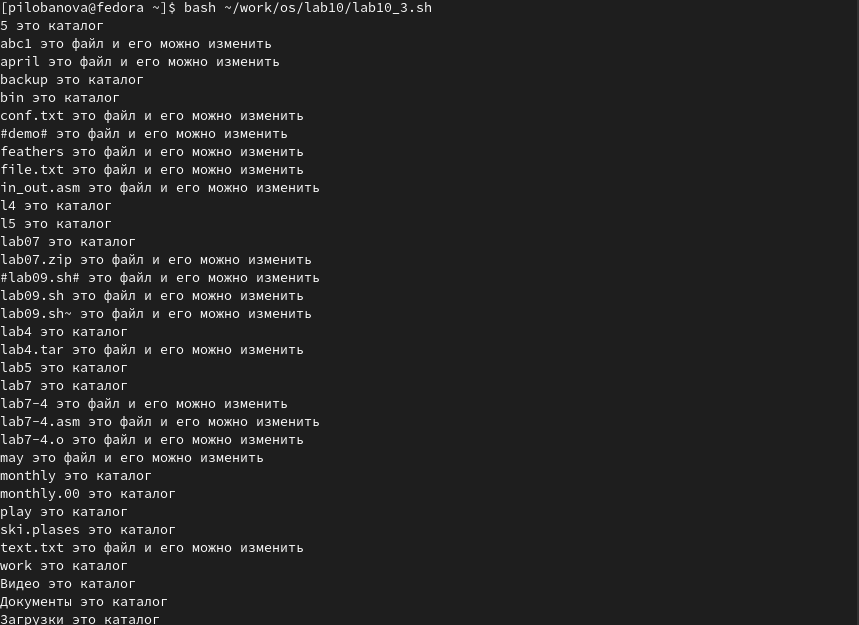 [pilobanova@fedora ~]$ bash ~/work/os/lab10/lab10_3.sh
5 это каталог
abc1 это файл и его можно изменить
april это файл и его можно изменить
backup это каталог
bin это каталог
conf.txt это файл и его можно изменить
#demo# это файл и его можно изменить
feathers это файл и его можно изменить
file.txt это файл и его можно изменить
in_out.asm это файл и его можно изменить
l4 это каталог
l5 это каталог
lab07 это каталог
lab07.zip это файл и его можно изменить
#lab09.sh# это файл и его можно изменить
lab09.sh это файл и его можно изменить
lab09.sh~ это файл и его можно изменить
lab4 это каталог
lab4.tar это файл и его можно изменить
lab5 это каталог
lab7 это каталог
lab7-4 это файл и его можно изменить
lab7-4.asm это файл и его можно изменить
lab7-4.o это файл и его можно изменить
may это файл и его можно изменить
monthly это каталог
monthly.00 это каталог
play это каталог
ski.plases это каталог
text.txt это файл и его можно изменить
work это каталог
Видео это каталог
Документы это каталог
Загрузки это каталог